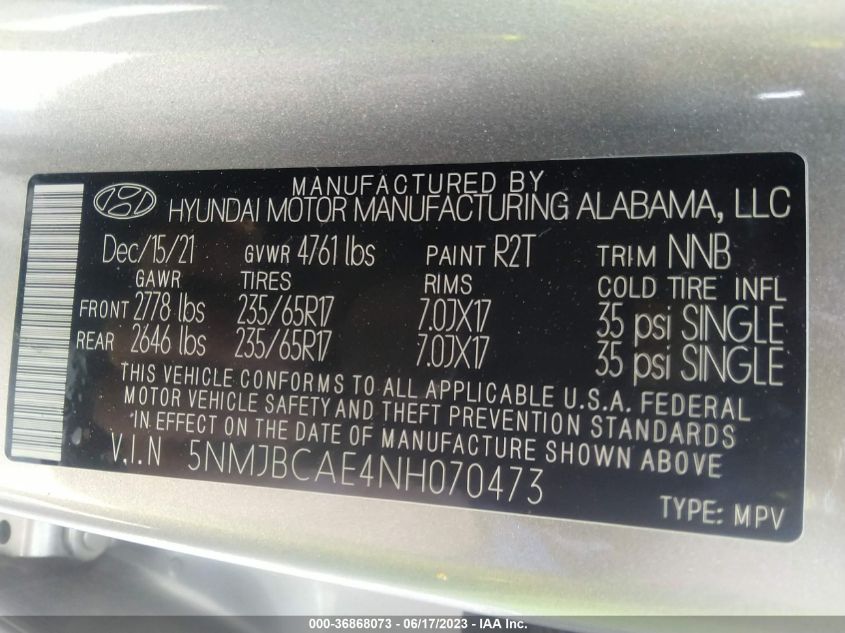 MANUFACTURED BY
HYUNDAI MOTOR MANUFACTURING ALABAMA, LLC
Dec/15/21 GVWR 4761 lbs PAINT R2T TRIM NNB
GAWR TIRES RIMS COLD TIRE INFL
FRONT 2778 lbs 235/65R17 7.0JX17 35 psi SINGLE
REAR 2646 lbs 235/65R17 7.0JX17 35 psi SINGLE
THIS VEHICLE CONFORMS TO ALL APPLICABLE U.S.A. FEDERAL
MOTOR VEHICLE SAFETY AND THEFT PREVENTION STANDARDS
IN EFFECT ON THE DATE OF MANUFACTURE SHOWN ABOVE.
V.I.N 5NMJBCAE4NH070473
TYPE: MPV
000-36868073 - 06/17/2023 - IAA Inc.